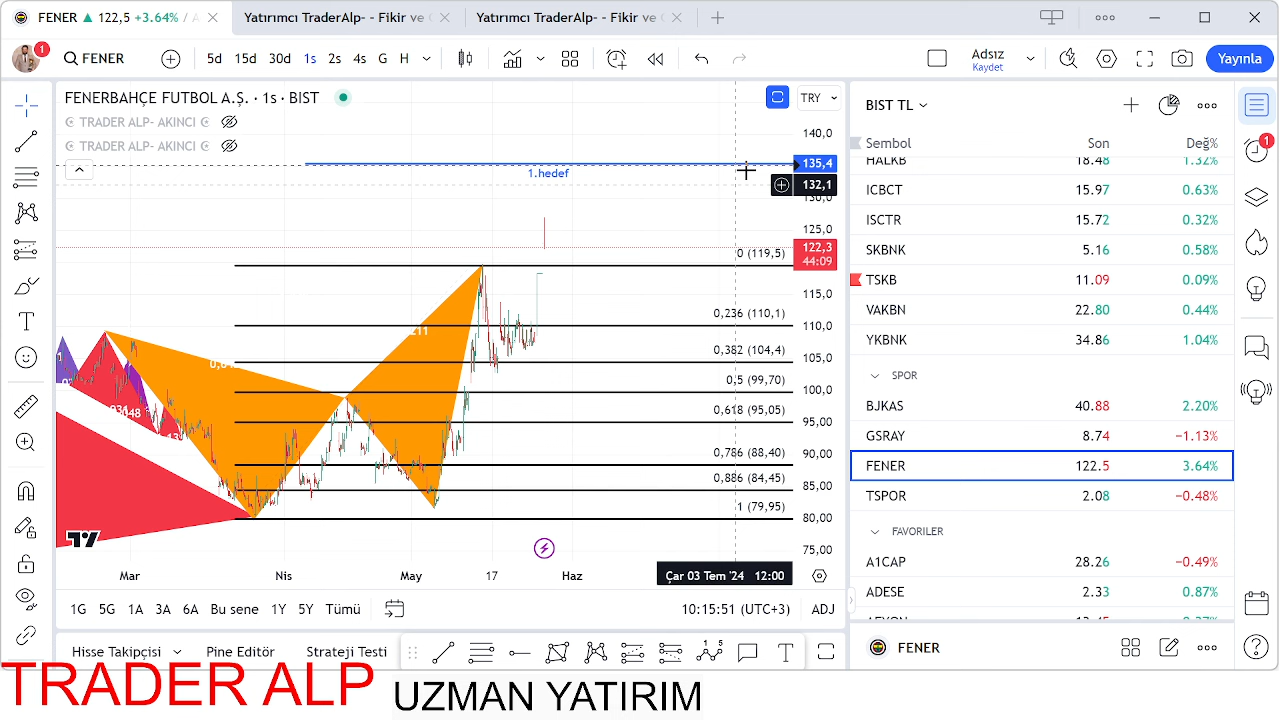 FENER ▲ 122,5 +3.64% / A
Yatırımcı TraderAlp- - Fikir ve G
Yatırımcı TraderAlp- - Fikir ve G
1
FENER
5d 15d 20d 1s 2s 4s G H
Adsız
Kaydet
Yayınla
FENERBAHÇE FUTBOL A.Ş. · 1s · BIST
TRADER ALP- AKINCI
TRADER ALP- AKINCI
TRL
140,0
135,4
132,1
130,0
125,0
122,3
44:09
115,0
110,0
105,0
100,0
95,00
90,00
85,00
80,00
75,00
1.hedef
0 (119,5)
0,236 (110,1)
0,382 (104,4)
0,5 (99,70)
0,618 (95,05)
0,786 (88,40)
0,886 (84,45)
1 (79,95)
Mar Nis May 17 Haz
Çar 03 Tem '24 12:00
1G 5G 1A 3A 6A Bu sene 1Y 5Y Tümü
10:15:51 (UTC+3) ADJ
Hisse Takipçisi Pine Editör Strateji Testi
5
BIST TL
Sembol Son Değ%
HALKB 18.48 1.32%
ICBCT 15.97 0.63%
ISCTR 15.72 0.32%
SKBNK 5.16 0.58%
TSKB 11.09 0.09%
VAKBN 22.80 0.44%
YKBNK 34.86 1.04%
SPOR
BJKAS 40.88 2.20%
GSRAY 8.74 −1.13%
FENER 122.5 3.64%
TSPOR 2.08 −0.48%
FAVORILER
A1CAP 28.26 −0.49%
ADESE 2.33 0.87%
FENER
1
TRADER ALP UZMAN YATIRIM